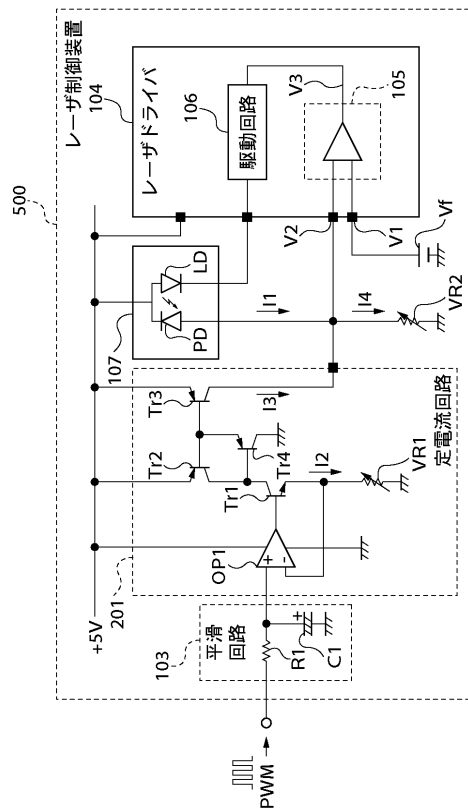 500
レーザ制御装置
104
レーザドライバ
106
駆動回路
V3
105
107
LD
PD
I1
V2
V1
Vf
I4
VR2
+5V
201
Tr2
Tr3
Tr1
Tr4
I3
I2
OP1
+
-
VR1
定電流回路
103
平滑
回路
R1
+
C1
PWM